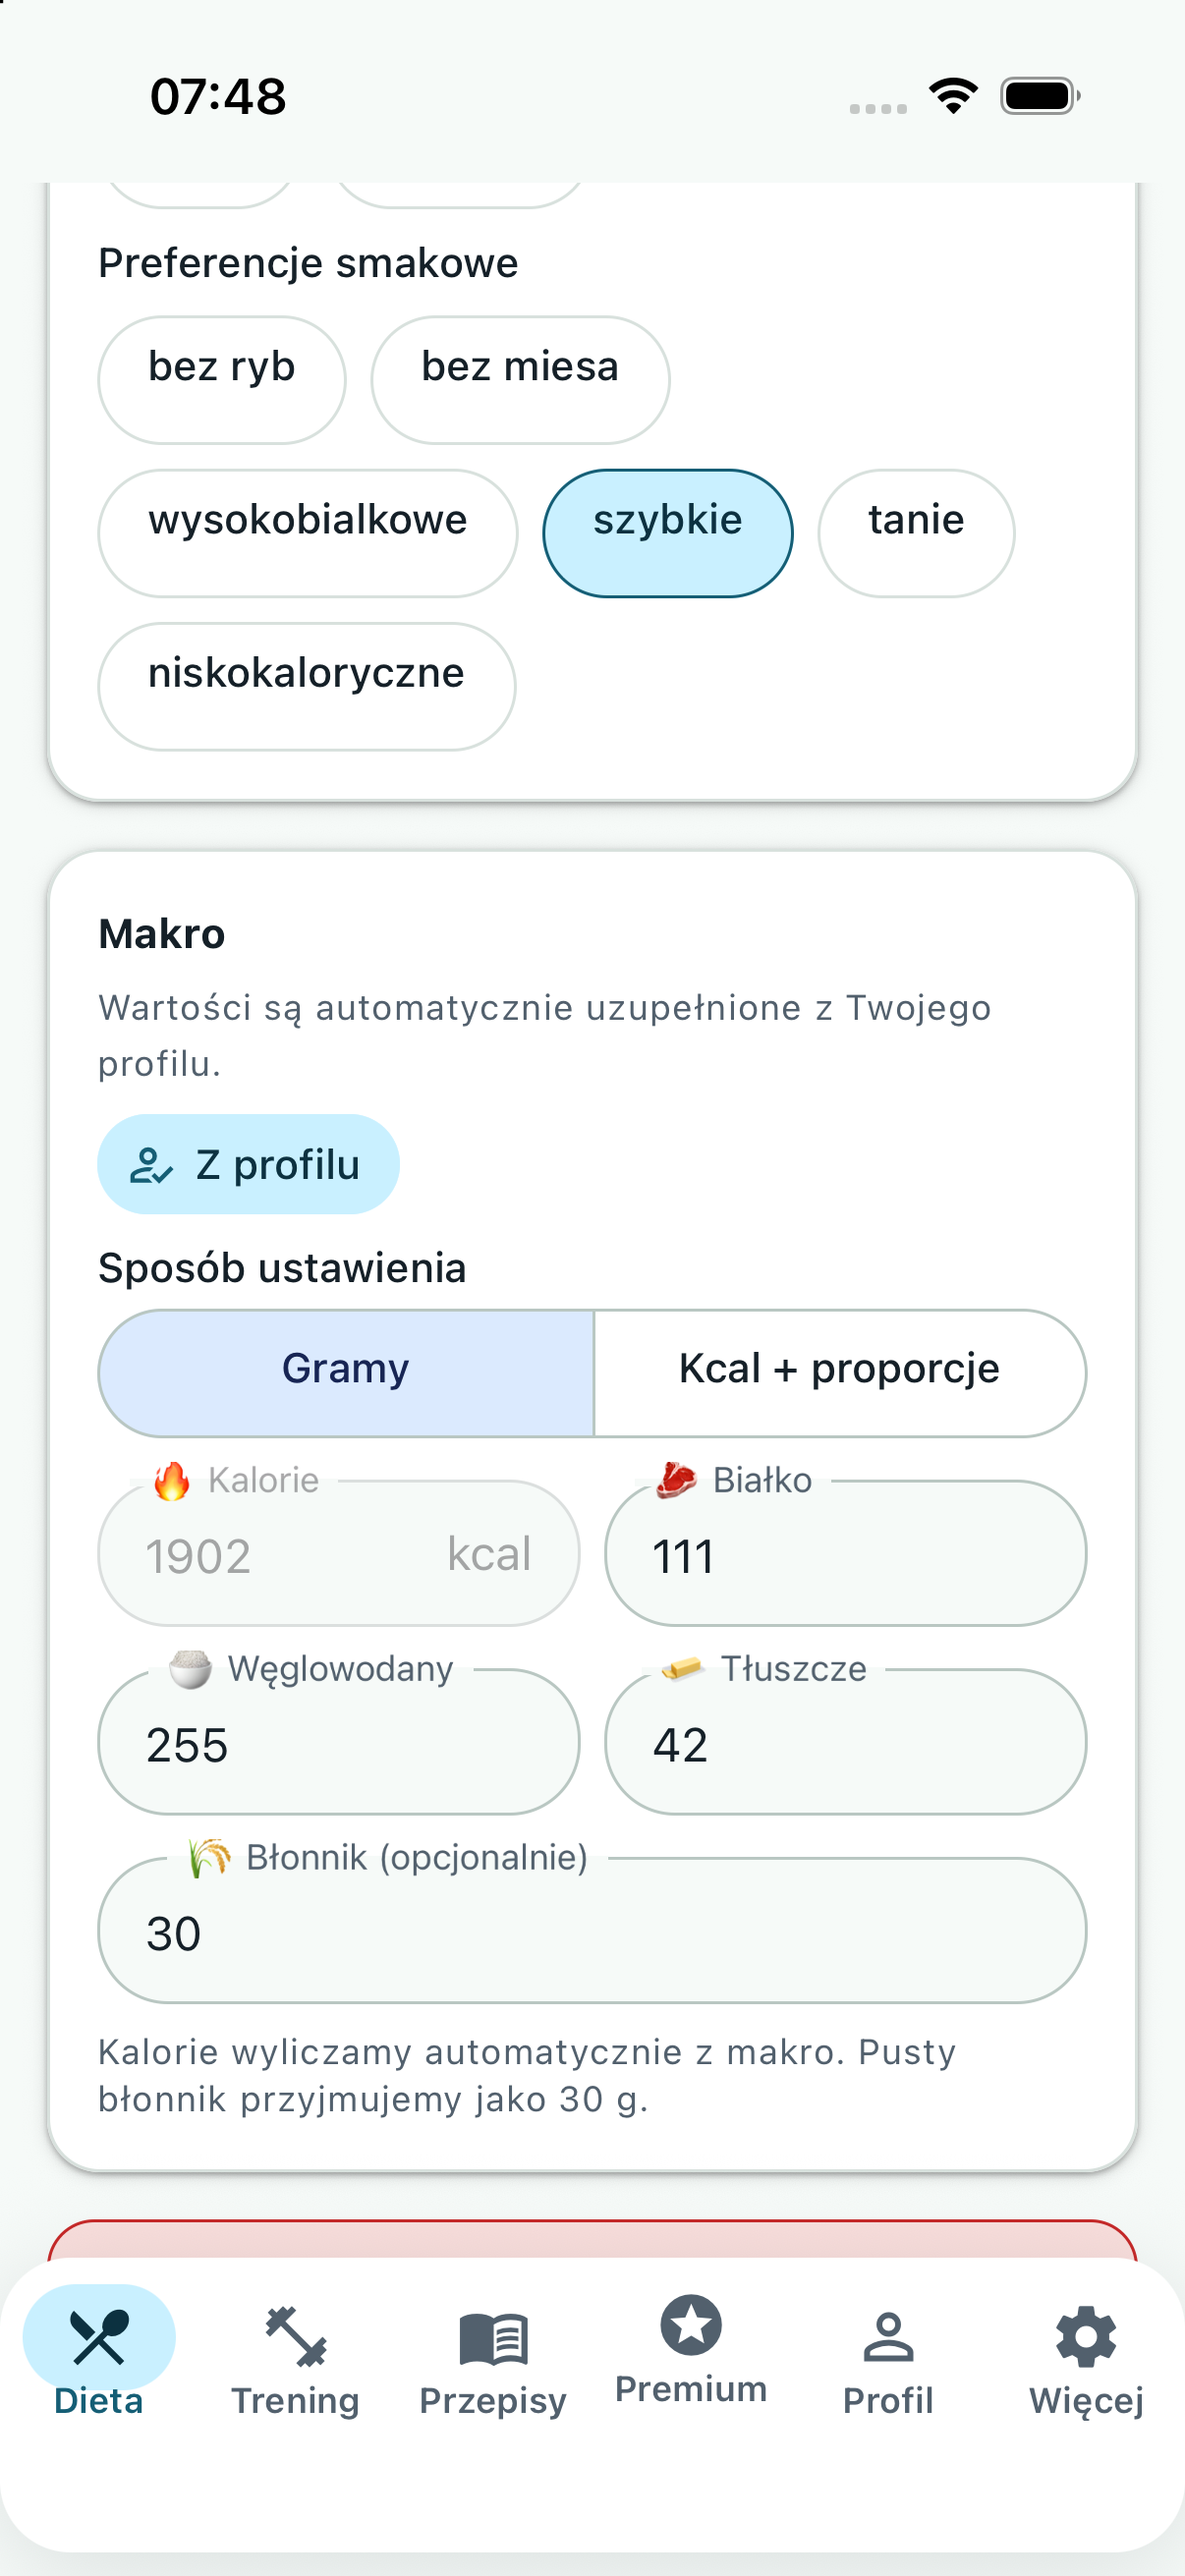 07:48
Preferencje smakowe
bez ryb
bez miesa
wysokobialkowe
szybkie
tanie
niskokaloryczne
Makro
Wartości są automatycznie uzupełnione z Twojego
profilu.
Z profilu
Sposób ustawienia
Gramy
Kcal + proporcje
Kalorie
Białko
1902 kcal
111
Węglowodany
Tłuszcze
255
42
Błonnik (opcjonalnie)
30
Kalorie wyliczamy automatycznie z makro. Pusty
błonnik przyjmujemy jako 30 g.
Dieta
Trening
Przepisy
Premium
Profil
Więcej